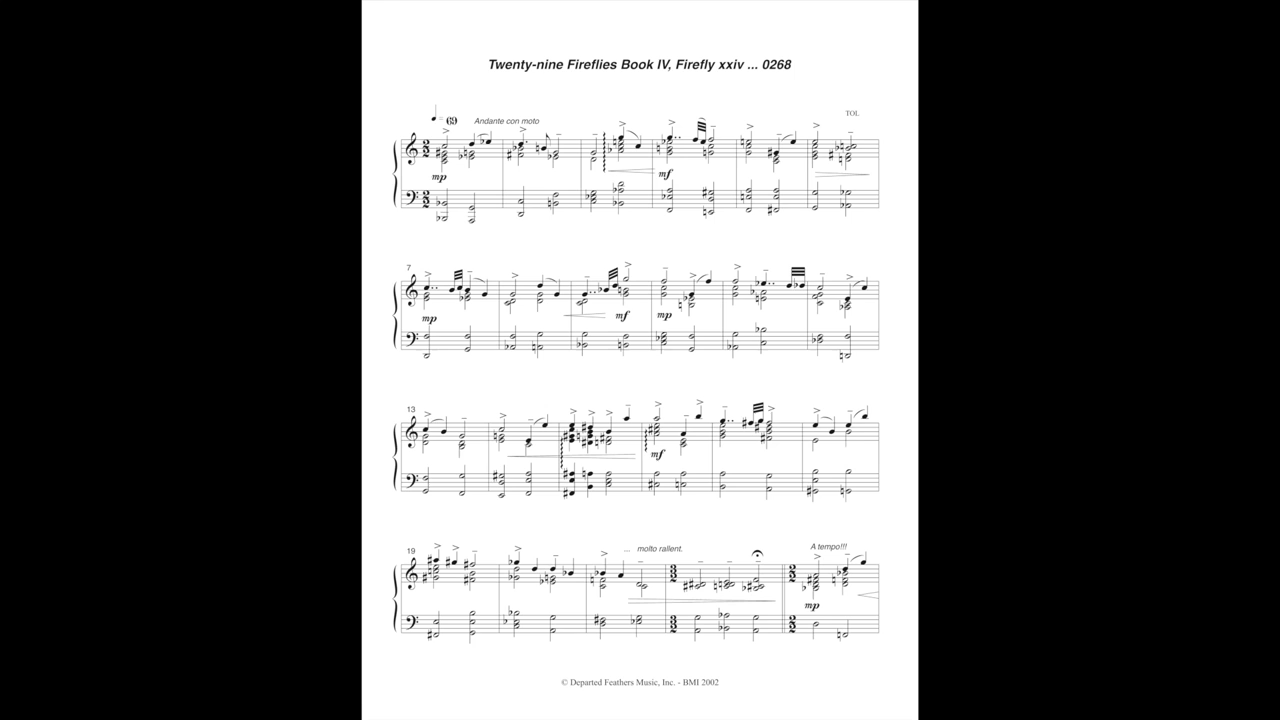 Twenty-nine Fireflies Book IV, Firefly xxiv ... 0268
TOL
Andante con moto
mp
mf
7
mp
mf
mp
13
mf
19
... molto rallent.
A tempo!!!
mp
© Departed Feathers Music, Inc. - BMI 2002